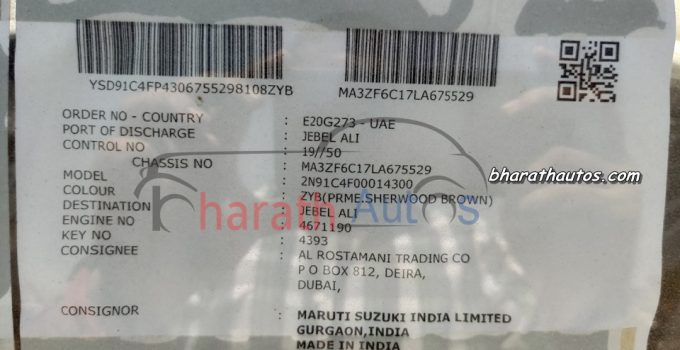 YSD91C4FP4306755298108ZYB
MA3ZF6C17LA675529
ORDER NO - COUNTRY : E20G273 - UAE
PORT OF DISCHARGE : JEBEL ALI
CONTROL NO : 19//50
CHASSIS NO : MA3ZF6C17LA675529
MODEL : 2N91C4F00014300
COLOUR : ZYB(PRME.SHERWOOD BROWN)
DESTINATION : JEBEL ALI
ENGINE NO : 4671190
KEY NO : 4393
CONSIGNEE : AL ROSTAMANI TRADING CO
P O BOX 812, DEIRA,
DUBAI,
CONSIGNOR : MARUTI SUZUKI INDIA LIMITED
GURGAON,INDIA
MADE IN INDIA
bharathautos.com
Bharath Autos